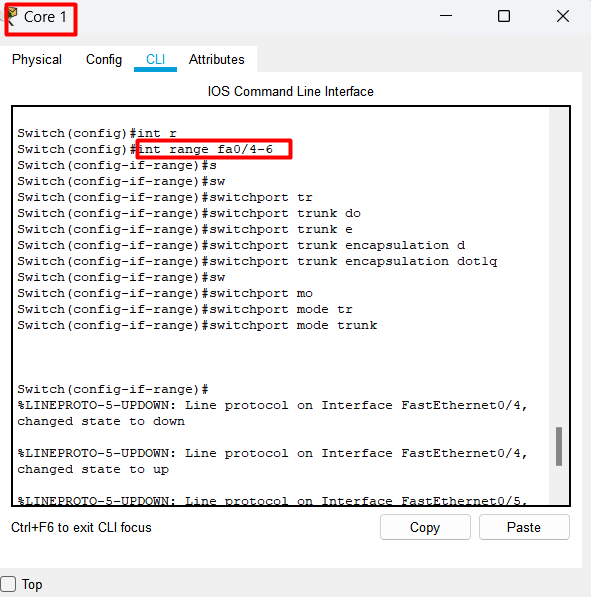 Core 1
Physical Config CLI Attributes
IOS Command Line Interface
Switch(config)#int r
Switch(config)#int range fa0/4-6
Switch(config-if-range)#s
Switch(config-if-range)#sw
Switch(config-if-range)#switchport tr
Switch(config-if-range)#switchport trunk do
Switch(config-if-range)#switchport trunk e
Switch(config-if-range)#switchport trunk encapsulation d
Switch(config-if-range)#switchport trunk encapsulation dot1q
Switch(config-if-range)#sw
Switch(config-if-range)#switchport mo
Switch(config-if-range)#switchport mode tr
Switch(config-if-range)#switchport mode trunk
Switch(config-if-range)#
%LINEPROTO-5-UPDOWN: Line protocol on Interface FastEthernet0/4,
changed state to down
%LINEPROTO-5-UPDOWN: Line protocol on Interface FastEthernet0/4,
changed state to up
%LINEPROTO-5-UPDOWN: Line protocol on Interface FastEthernet0/5,
Ctrl+F6 to exit CLI focus
Copy
Paste
Top